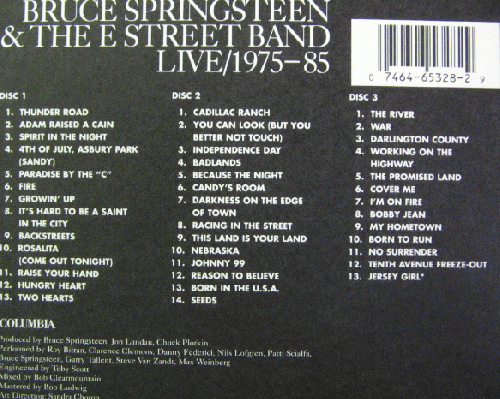 BRUCE SPRINGSTEEN
& THE E STREET BAND
LIVE/1975–85
0 7464-65328-2 9
DISC 1
1. THUNDER ROAD
2. ADAM RAISED A CAIN
3. SPIRIT IN THE NIGHT
4. 4TH OF JULY, ASBURY PARK
(SANDY)
5. PARADISE BY THE "C"
6. FIRE
7. GROWIN' UP
8. IT'S HARD TO BE A SAINT
IN THE CITY
9. BACKSTREETS
10. ROSALITA
(COME OUT TONIGHT)
11. RAISE YOUR HAND
12. HUNGRY HEART
13. TWO HEARTS
DISC 2
1. CADILLAC RANCH
2. YOU CAN LOOK (BUT YOU
BETTER NOT TOUCH)
3. INDEPENDENCE DAY
4. BADLANDS
5. BECAUSE THE NIGHT
6. CANDY'S ROOM
7. DARKNESS ON THE EDGE
OF TOWN
8. RACING IN THE STREET
9. THIS LAND IS YOUR LAND
10. NEBRASKA
11. JOHNNY 99
12. REASON TO BELIEVE
13. BORN IN THE U.S.A.
14. SEEDS
DISC 3
1. THE RIVER
2. WAR
3. DARLINGTON COUNTY
4. WORKING ON THE
HIGHWAY
5. THE PROMISED LAND
6. COVER ME
7. I'M ON FIRE
8. BOBBY JEAN
9. MY HOMETOWN
10. BORN TO RUN
11. NO SURRENDER
12. TENTH AVENUE FREEZE-OUT
13. JERSEY GIRL*
COLUMBIA
Produced by Bruce Springsteen, Jon Landau, Chuck Plotkin
Performed by Roy Bittan, Clarence Clemons, Danny Federici, Nils Lofgren, Patti Scialfa,
Bruce Springsteen, Garry Tallent, Steve Van Zandt, Max Weinberg
Engineered by Toby Scott
Mixed by Bob Clearmountain
Mastered by Bob Ludwig
Art Direction: Sandra Choron